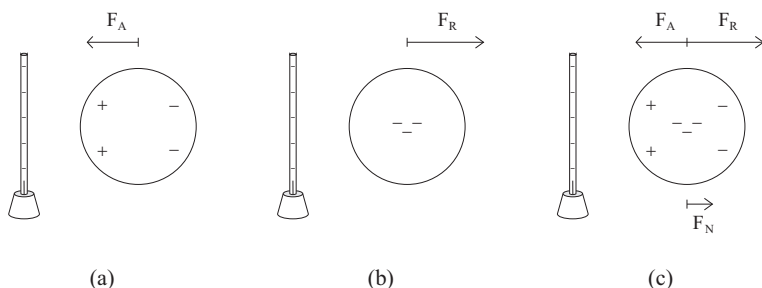 F_A
F_R
F_A F_R
+ − − − − + − − −
+ − − + − −
F_N
(a) (b) (c)